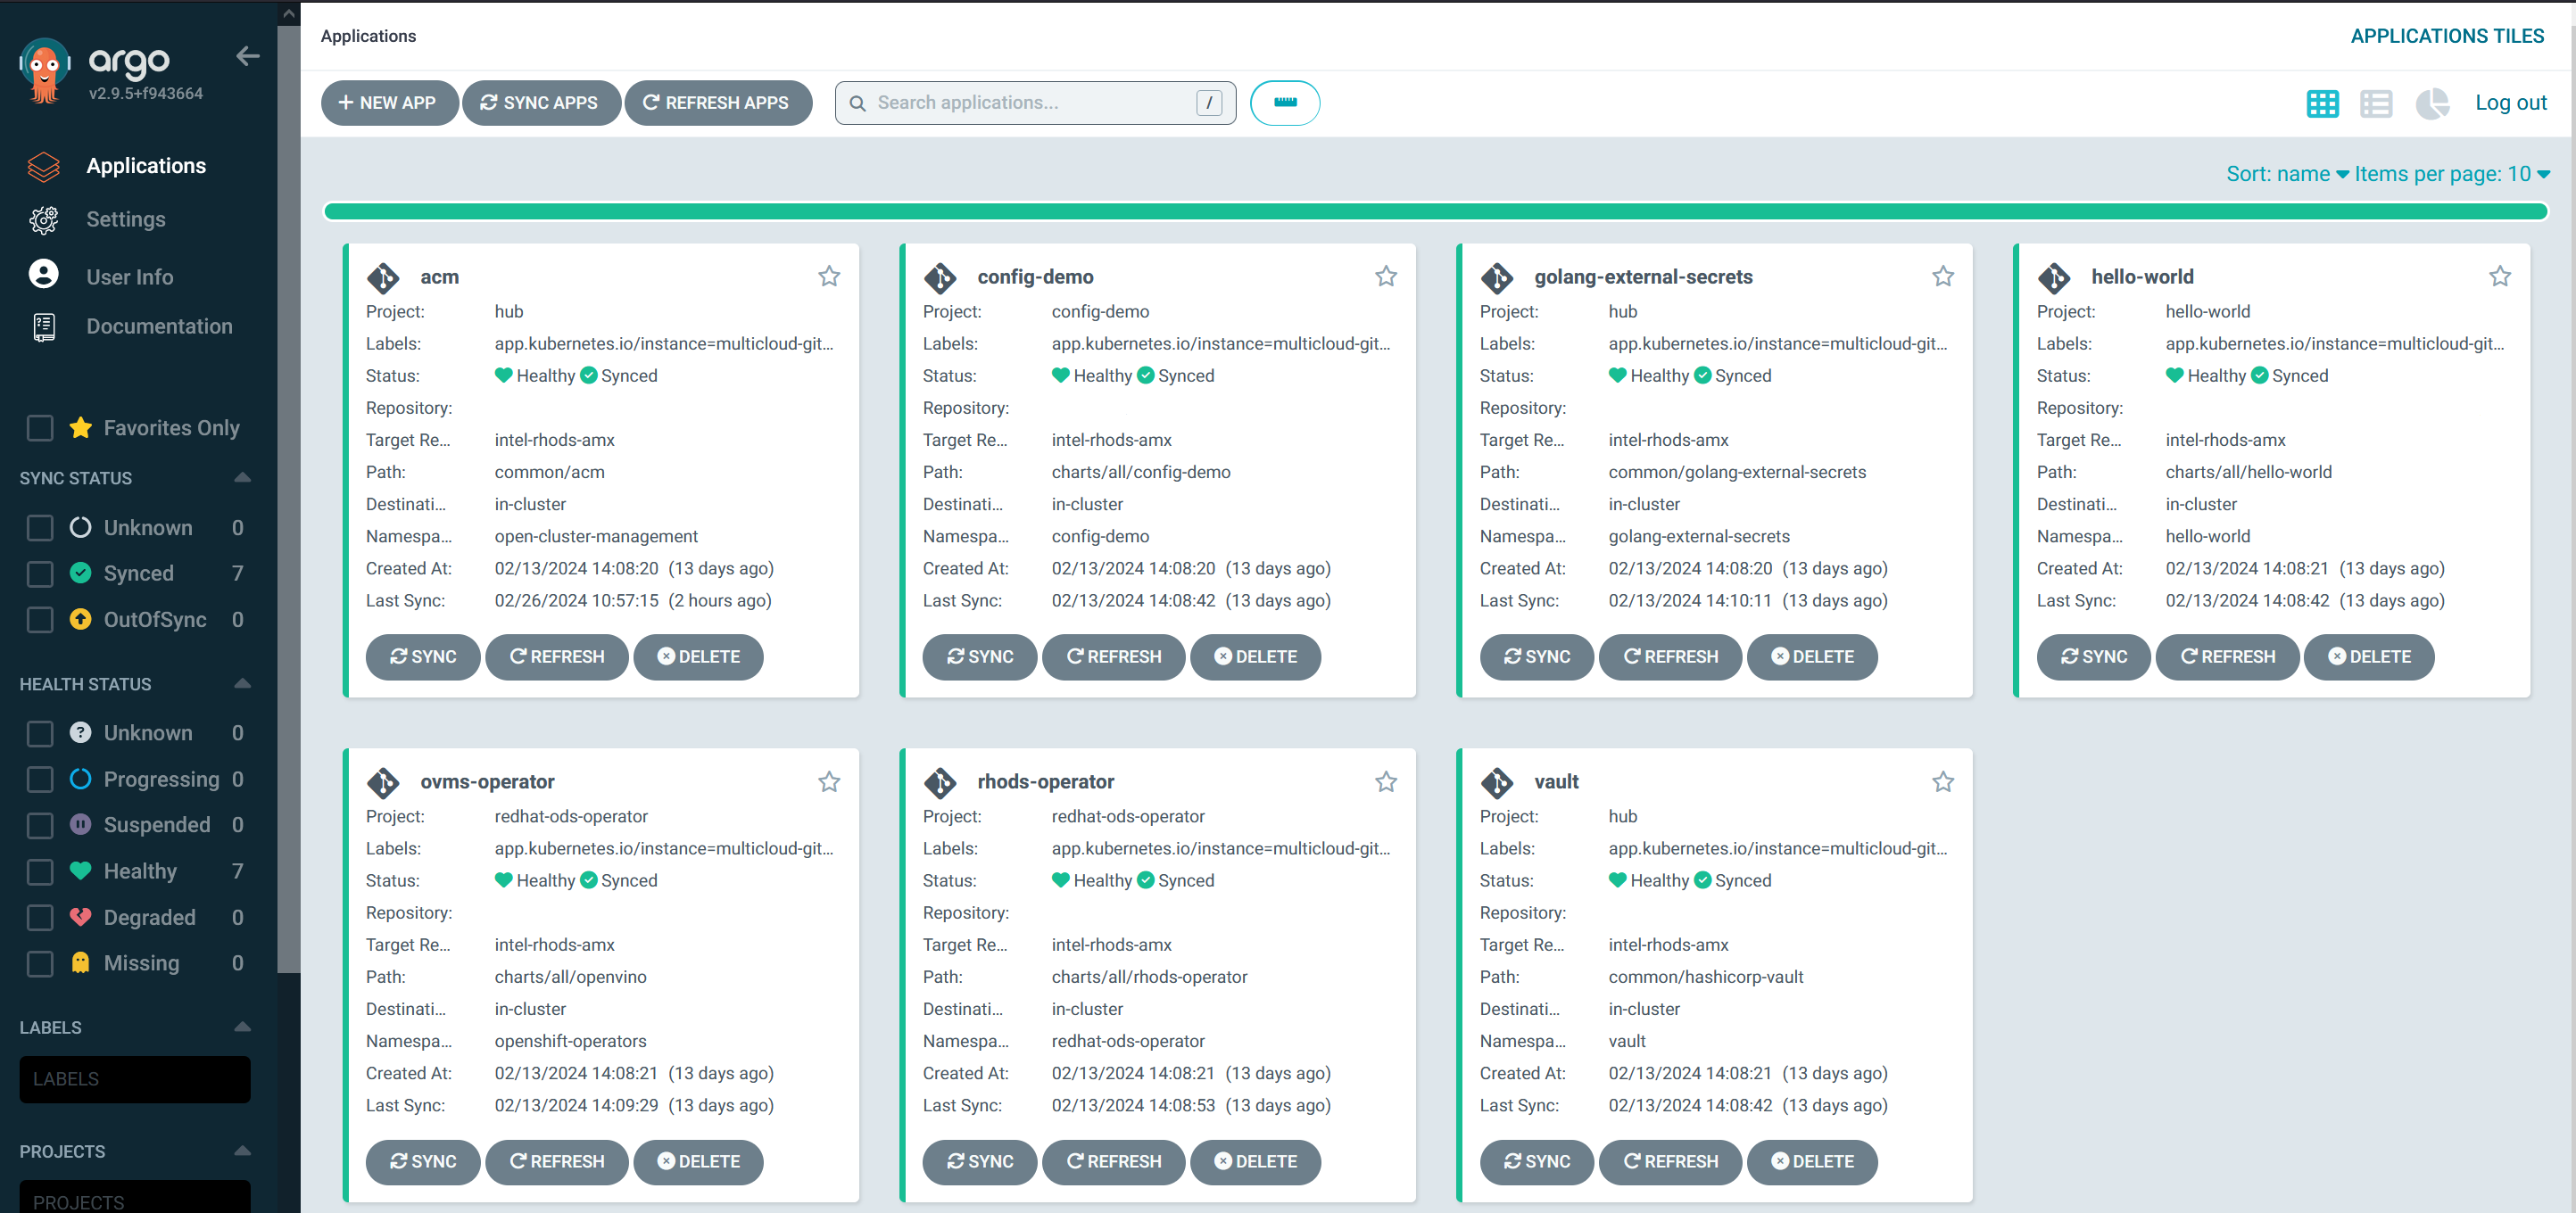 argo
v2.9.5+f943664
Applications
Settings
User Info
Documentation
Favorites Only
SYNC STATUS
Unknown 0
Synced 7
OutOfSync 0
HEALTH STATUS
Unknown 0
Progressing 0
Suspended 0
Healthy 7
Degraded 0
Missing 0
LABELS
LABELS
PROJECTS
PROJECTS
Applications
APPLICATIONS TILES
NEW APP SYNC APPS REFRESH APPS Search applications... / Log out
Sort: name Items per page: 10
acm
Project: hub
Labels: app.kubernetes.io/instance=multicloud-git...
Status: Healthy Synced
Repository:
Target Re... intel-rhods-amx
Path: common/acm
Destinati... in-cluster
Namespa... open-cluster-management
Created At: 02/13/2024 14:08:20 (13 days ago)
Last Sync: 02/26/2024 10:57:15 (2 hours ago)
SYNC REFRESH DELETE
config-demo
Project: config-demo
Labels: app.kubernetes.io/instance=multicloud-git...
Status: Healthy Synced
Repository:
Target Re... intel-rhods-amx
Path: charts/all/config-demo
Destinati... in-cluster
Namespa... config-demo
Created At: 02/13/2024 14:08:20 (13 days ago)
Last Sync: 02/13/2024 14:08:42 (13 days ago)
SYNC REFRESH DELETE
golang-external-secrets
Project: hub
Labels: app.kubernetes.io/instance=multicloud-git...
Status: Healthy Synced
Repository:
Target Re... intel-rhods-amx
Path: common/golang-external-secrets
Destinati... in-cluster
Namespa... golang-external-secrets
Created At: 02/13/2024 14:08:20 (13 days ago)
Last Sync: 02/13/2024 14:10:11 (13 days ago)
SYNC REFRESH DELETE
hello-world
Project: hello-world
Labels: app.kubernetes.io/instance=multicloud-git...
Status: Healthy Synced
Repository:
Target Re... intel-rhods-amx
Path: charts/all/hello-world
Destinati... in-cluster
Namespa... hello-world
Created At: 02/13/2024 14:08:21 (13 days ago)
Last Sync: 02/13/2024 14:08:42 (13 days ago)
SYNC REFRESH DELETE
ovms-operator
Project: redhat-ods-operator
Labels: app.kubernetes.io/instance=multicloud-git...
Status: Healthy Synced
Repository:
Target Re... intel-rhods-amx
Path: charts/all/openvino
Destinati... in-cluster
Namespa... openshift-operators
Created At: 02/13/2024 14:08:21 (13 days ago)
Last Sync: 02/13/2024 14:09:29 (13 days ago)
SYNC REFRESH DELETE
rhods-operator
Project: redhat-ods-operator
Labels: app.kubernetes.io/instance=multicloud-git...
Status: Healthy Synced
Repository:
Target Re... intel-rhods-amx
Path: charts/all/rhods-operator
Destinati... in-cluster
Namespa... redhat-ods-operator
Created At: 02/13/2024 14:08:21 (13 days ago)
Last Sync: 02/13/2024 14:08:53 (13 days ago)
SYNC REFRESH DELETE
vault
Project: hub
Labels: app.kubernetes.io/instance=multicloud-git...
Status: Healthy Synced
Repository:
Target Re... intel-rhods-amx
Path: common/hashicorp-vault
Destinati... in-cluster
Namespa... vault
Created At: 02/13/2024 14:08:21 (13 days ago)
Last Sync: 02/13/2024 14:08:42 (13 days ago)
SYNC REFRESH DELETE